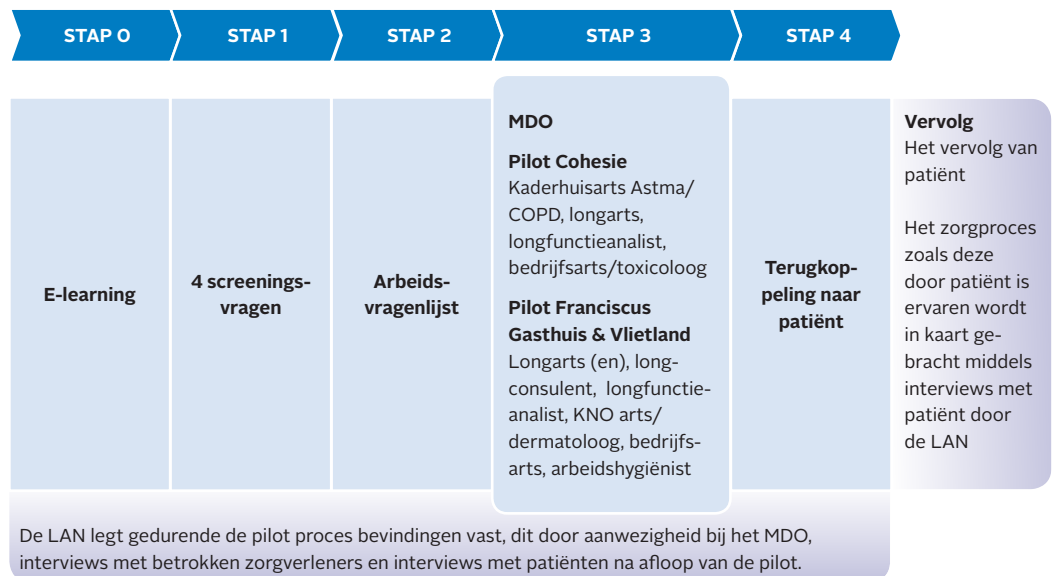 STAP 0
STAP 1
STAP 2
STAP 3
STAP 4
E-learning
4 screenings-
vragen
Arbeids-
vragenlijst
MDO
Pilot Cohesie
Kaderhuisarts Astma/
COPD, longarts,
longfunctieanalist,
bedrijfsarts/toxicoloog
Pilot Franciscus
Gasthuis & Vlietland
Longarts (en), long-
consulent, longfunctie-
analist, KNO arts/
dermatoloog, bedrijfs-
arts, arbeidshygiënist
Terugkop-
peling naar
patiënt
Vervolg
Het vervolg van
patiënt
Het zorgproces
zoals deze
door patiënt is
ervaren wordt
in kaart ge-
bracht middels
interviews met
patiënt door
de LAN
De LAN legt gedurende de pilot proces bevindingen vast, dit door aanwezigheid bij het MDO,
interviews met betrokken zorgverleners en interviews met patiënten na afloop van de pilot.